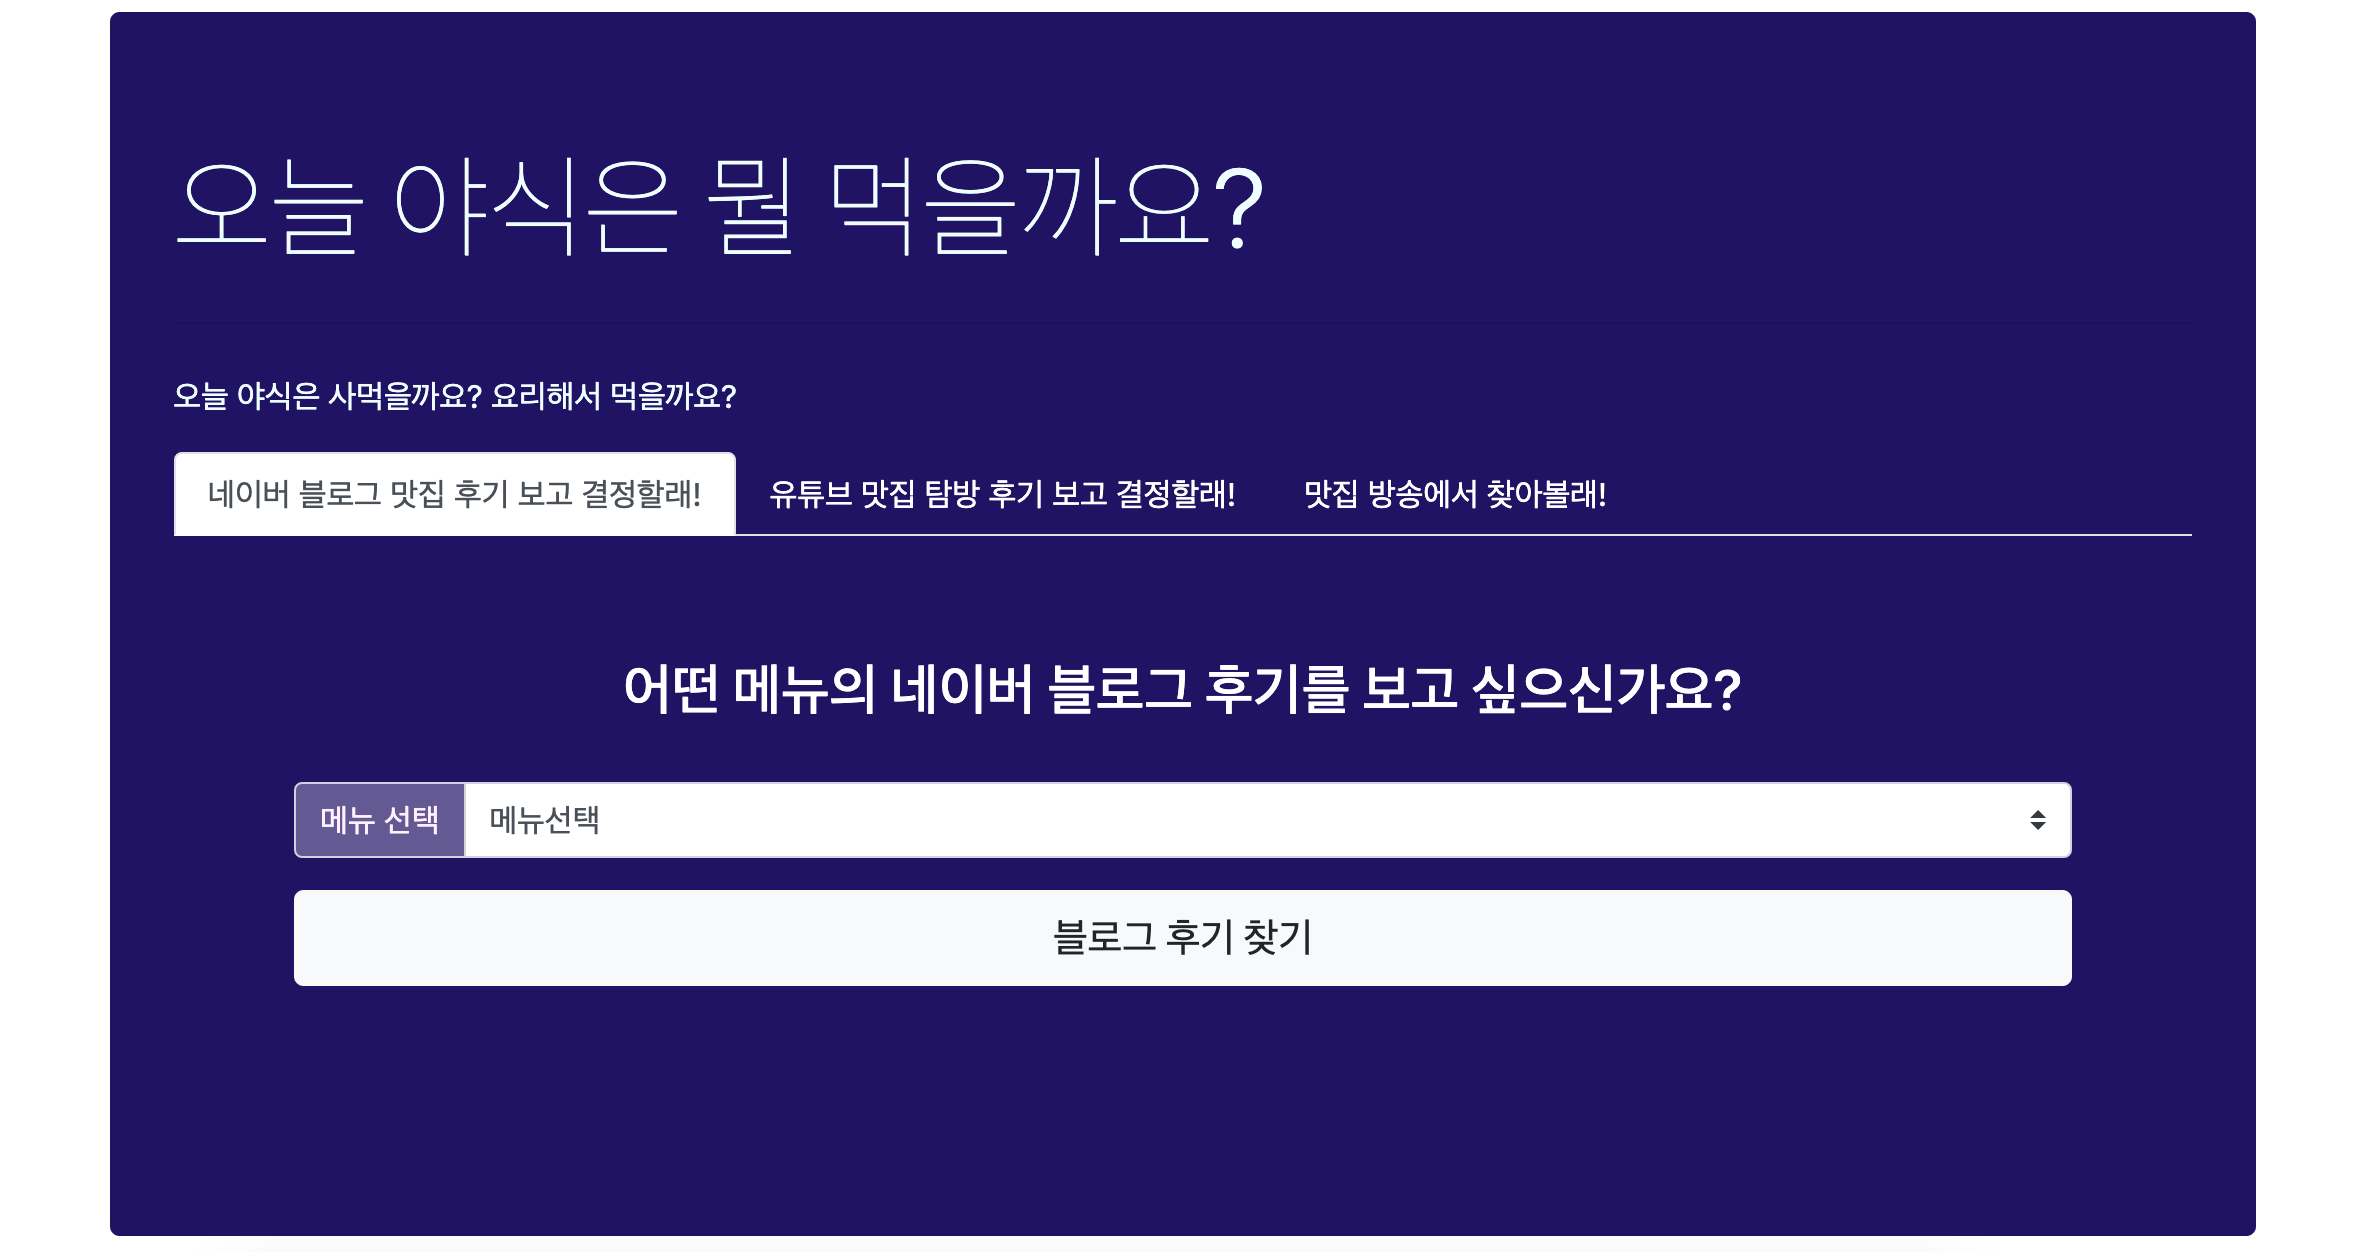 오늘 야식은 뭘 먹을까요?
오늘 야식은 사먹을까요? 요리해서 먹을까요?
네이버 블로그 맛집 후기 보고 결정할래! 유튜브 맛집 탐방 후기 보고 결정할래! 맛집 방송에서 찾아볼래!
어떤 메뉴의 네이버 블로그 후기를 보고 싶으신가요?
메뉴 선택 메뉴선택
블로그 후기 찾기